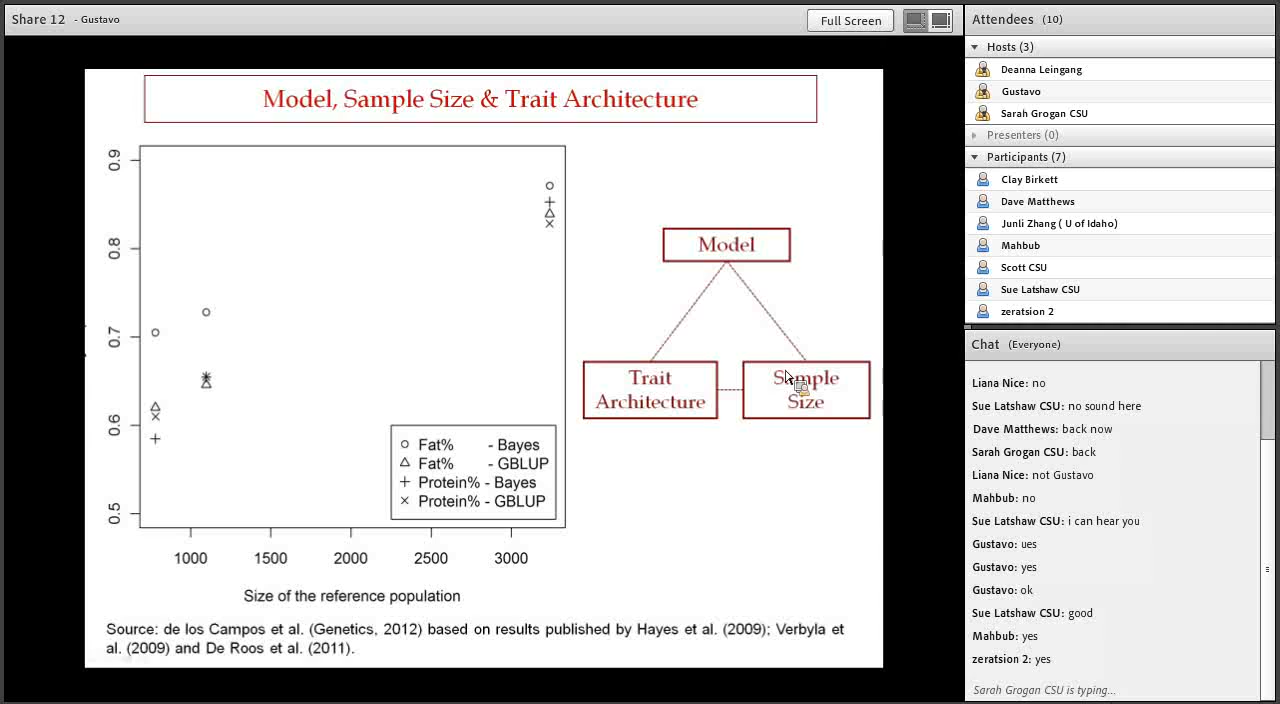 Share 12 - Gustavo
Full Screen
Model, Sample Size & Trait Architecture
0.9
0.8
0.7
0.6
0.5
1000 1500 2000 2500 3000
Size of the reference population
Fat% - Bayes
Fat% - GBLUP
Protein% - Bayes
Protein% - GBLUP
Model
Trait
Architecture
Sample
Size
Source: de los Campos et al. (Genetics, 2012) based on results published by Hayes et al. (2009); Verbyla et
al. (2009) and De Roos et al. (2011).
Attendees (10)
Hosts (3)
Deanna Leingang
Gustavo
Sarah Grogan CSU
Presenters (0)
Participants (7)
Clay Birkett
Dave Matthews
Junli Zhang ( U of Idaho)
Mahbub
Scott CSU
Sue Latshaw CSU
zeratsion 2
Chat (Everyone)
Liana Nice: no
Sue Latshaw CSU: no sound here
Dave Matthews: back now
Sarah Grogan CSU: back
Liana Nice: not Gustavo
Mahbub: no
Sue Latshaw CSU: i can hear you
Gustavo: ues
Gustavo: yes
Gustavo: ok
Sue Latshaw CSU: good
Mahbub: yes
zeratsion 2: yes
Sarah Grogan CSU is typing...